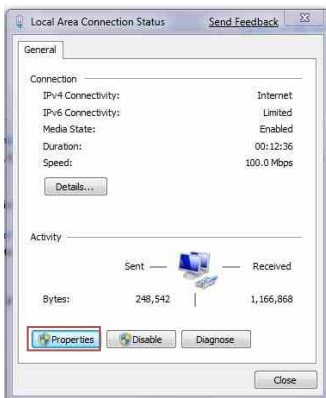 Local Area Connection Status Send Feedback
General
Connection
IPv4 Connectivity: Internet
IPv6 Connectivity: Limited
Media State: Enabled
Duration: 00:12:36
Speed: 100.0 Mbps
Details...
Activity
Sent Received
Bytes: 248,542 1,166,868
Properties Disable Diagnose
Close